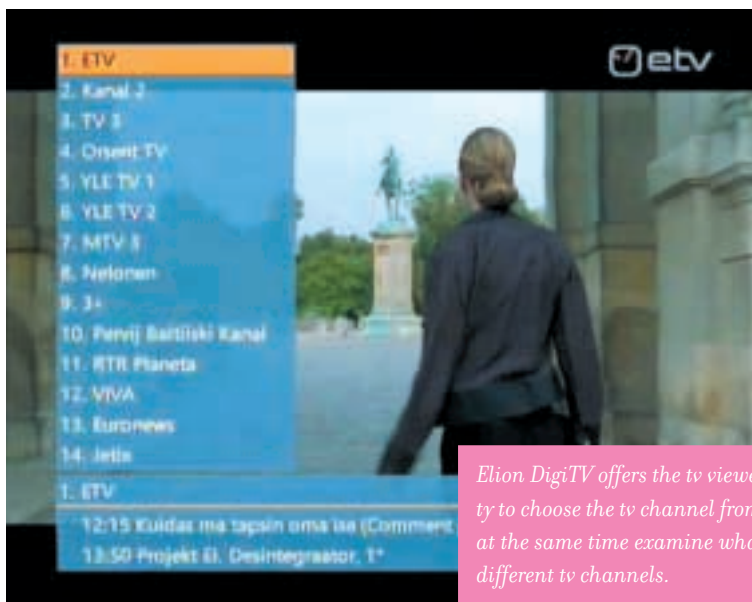 etv
1. ETV
2. Kanal 2
3. TV 3
4. Orsent TV
5. YLE TV 1
6. YLE TV 2
7. MTV 3
8. Nelonen
9. 3+
10. Pervij Baltiiski Kanal
11. RTR Planeta
12. VIVA
13. Euronews
14. Jetix
1. ETV
12:15 Kuidas ma tapsin oma isa (Comment
13:50 Projekt El. Desintegraator. 1*
Elion DigiTV offers the tv viewe
ty to choose the tv channel from
at the same time examine wha
different tv channels.